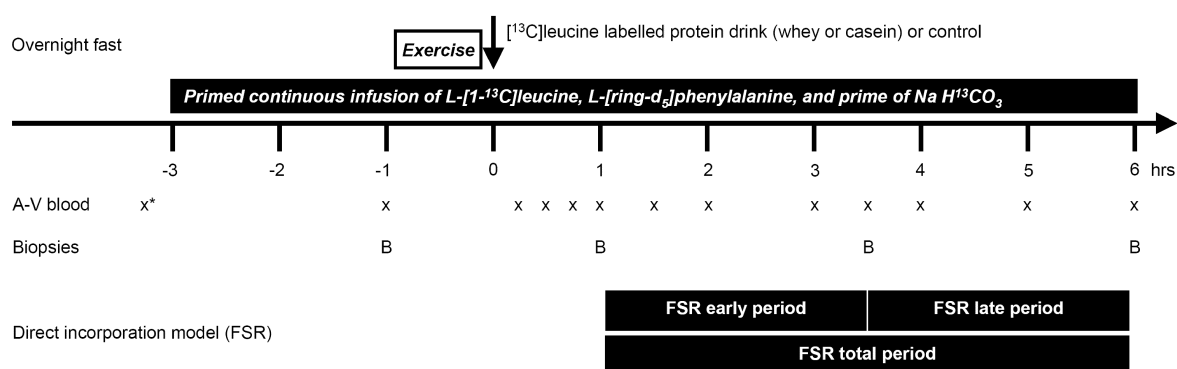 [¹³C]leucine labelled protein drink (whey or casein) or control
Overnight fast
Exercise
Primed continuous infusion of L-[1-¹³C]leucine, L-[ring-d₅]phenylalanine, and prime of Na H¹³CO₃
-3 -2 -1 0 1 2 3 4 5 6 hrs
A-V blood x* x x x x x x x x x x x x
Biopsies B B B B
FSR early period FSR late period
Direct incorporation model (FSR)
FSR total period